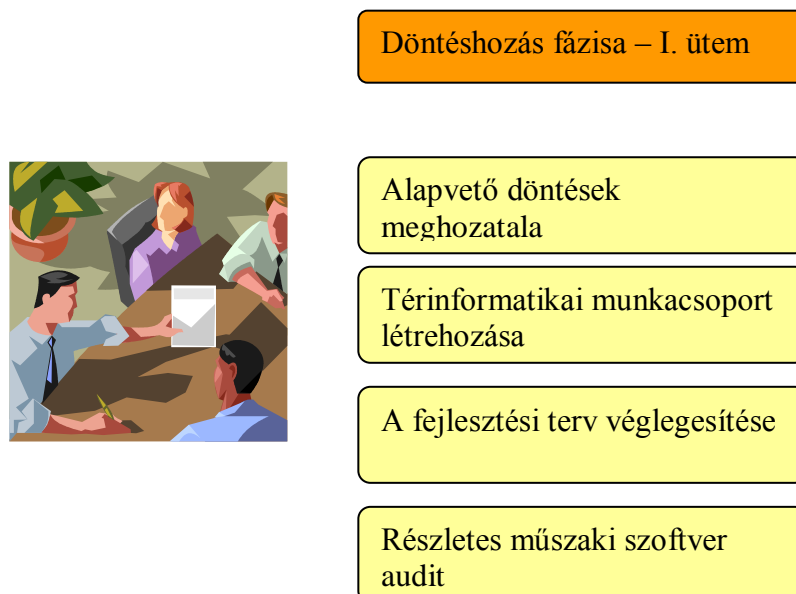 Döntéshozás fázisa – I. ütem
Alapvető döntések
meghozatala
Térinformatikai munkacsoport
létrehozása
A fejlesztési terv véglegesítése
Részletes műszaki szoftver
audit